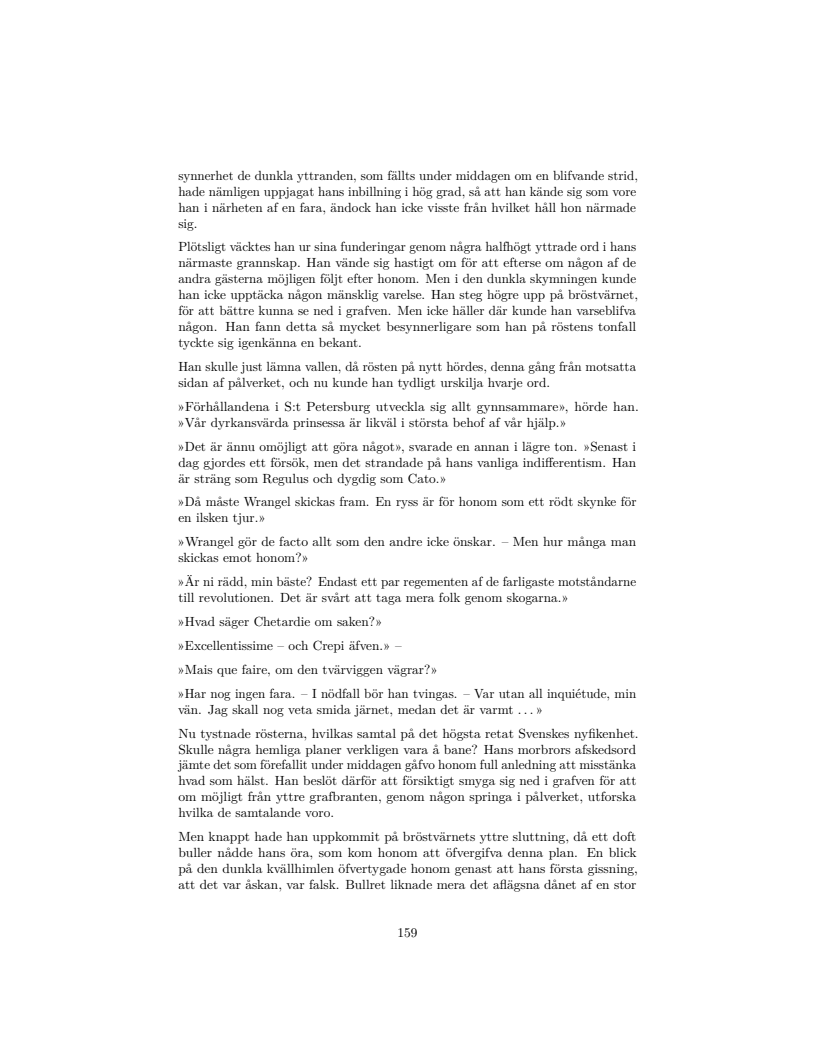 synnerhet de dunkla yttranden, som fällts under middagen om en blifvande strid,
hade nämligen uppjagat hans inbillning i hög grad, så att han kände sig som vore
han i närheten af en fara, ändock han icke visste från hvilket håll hon närmade
sig.
Plötsligt väcktes han ur sina funderingar genom några halfhögt yttrade ord i hans
närmaste grannskap. Han vände sig hastigt om för att efterse om någon af de
andra gästerna möjligen följt efter honom. Men i den dunkla skymningen kunde
han icke upptäcka någon mänsklig varelse. Han steg högre upp på bröstvärnet,
för att bättre kunna se ned i grafven. Men icke häller där kunde han varseblifva
någon. Han fann detta så mycket besynnerligare som han på röstens tonfall
tyckte sig igenkänna en bekant.
Han skulle just lämna vallen, då rösten på nytt hördes, denna gång från motsatta
sidan af pålverket, och nu kunde han tydligt urskilja hvarje ord.
»Förhållandena i S:t Petersburg utveckla sig allt gynnsammare», hörde han.
»Vår dyrkansvärda prinsessa är likväl i största behof af vår hjälp.»
»Det är ännu omöjligt att göra något», svarade en annan i lägre ton. »Senast i
dag gjordes ett försök, men det strandade på hans vanliga indifferentism. Han
är sträng som Regulus och dygdig som Cato.»
»Då måste Wrangel skickas fram. En ryss är för honom som ett rödt skynke för
en ilsken tjur.»
»Wrangel gör de facto allt som den andre icke önskar. – Men hur många man
skickas emot honom?»
»Är ni rädd, min bäste? Endast ett par regementen af de farligaste motståndarne
till revolutionen. Det är svårt att taga mera folk genom skogarna.»
»Hvad säger Chetardie om saken?»
»Excellentissime – och Crepi äfven.» –
»Mais que faire, om den tvärviggen vägrar?»
»Har nog ingen fara. – I nödfall bör han tvingas. – Var utan all inquiétude, min
vän. Jag skall nog veta smida järnet, medan det är varmt . . . »
Nu tystnade rösterna, hvilkas samtal på det högsta retat Svenskes nyfikenhet.
Skulle några hemliga planer verkligen vara å bane? Hans morbrors afskedsord
jämte det som förefallit under middagen gåfvo honom full anledning att misstänka
hvad som hälst. Han beslöt därför att försiktigt smyga sig ned i grafven för att
om möjligt från yttre grafbranten, genom någon springa i pålverket, utforska
hvilka de samtalande voro.
Men knappt hade han uppkommit på bröstvärnets yttre sluttning, då ett doft
buller nådde hans öra, som kom honom att öfvergifva denna plan. En blick
på den dunkla kvällhimlen öfvertygade honom genast att hans första gissning,
att det var åskan, var falsk. Bullret liknade mera det aflägsna dånet af en stor
159